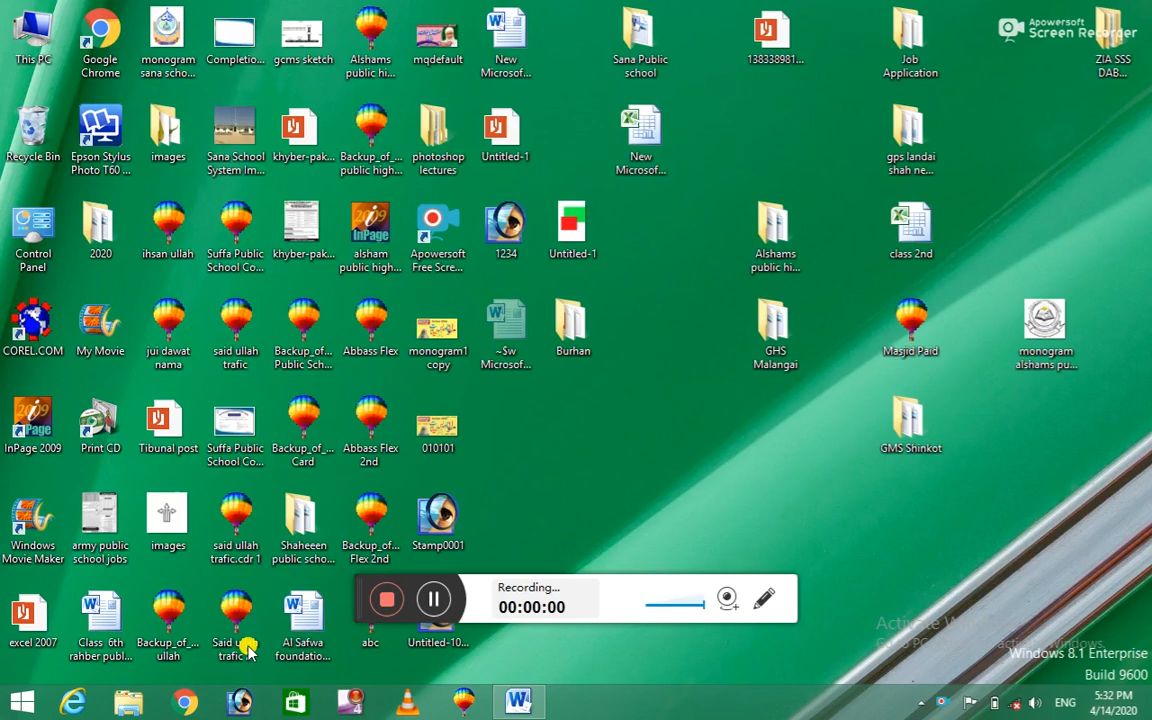 This PC
Google
Chrome
monogram
sana scho...
Completio...
gcms sketch
Alshams
public hi...
mqdefault
New
Microsof...
Sana Public
school
138338981...
Job
Application
Apowersoft
Screen Recorder
ZIA SSS
DAB...
Recycle Bin
Epson Stylus
Photo T60 ...
images
Sana School
System Im...
khyber-pak...
Backup_of_...
public high...
photoshop
lectures
Untitled-1
New
Microsof...
gps landai
shah ne...
Control
Panel
2020
ihsan ullah
Suffa Public
School Co...
khyber-pak...
InPage
alsham
public high...
Apowersoft
Free Scre...
1234
Untitled-1
Alshams
public hi...
class 2nd
COREL.COM
My Movie
jui dawat
nama
said ullah
trafic
Backup_of_...
Public Sch...
Abbass Flex
monogram1
copy
~$w
Microsof...
Burhan
GHS
Malangai
Masjid Paid
monogram
alshams pu...
2009
InPage
InPage 2009
Print CD
Tibunal post
Suffa Public
School Co...
Backup_of_...
Card
Abbass Flex
2nd
010101
GMS Shinkot
Windows
Movie Maker
army public
school jobs
images
said ullah
trafic.cdr 1
Shaheeen
public scho...
Backup_of_...
Flex 2nd
Stamp0001
Recording...
00:00:00
excel 2007
Class 6th
rahber publ...
Backup_of_...
ullah
Said
trafic
Al Safwa
foundatio...
abc
Untitled-10...
Activate
Windows 8.1 Enterprise
Build 9600
ENG
5:32 PM
4/14/2020